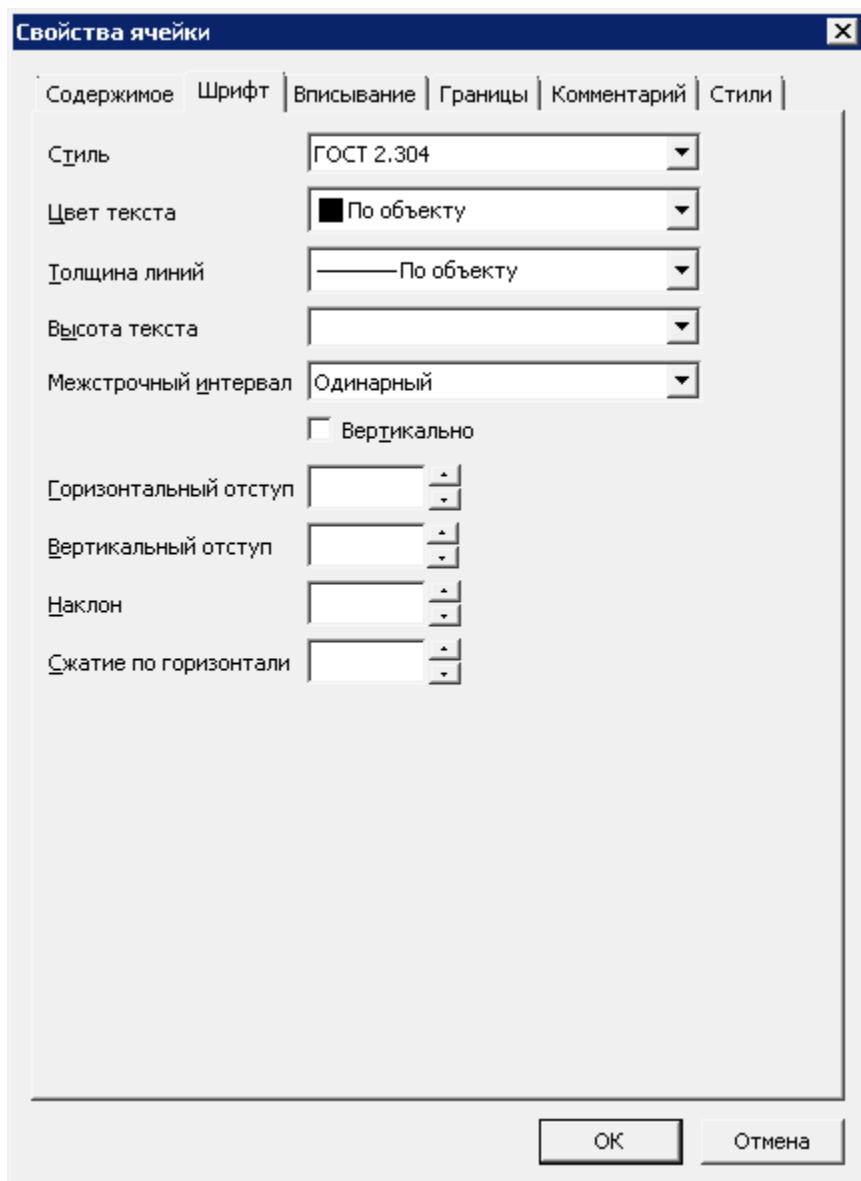 Свойства ячейки
Содержимое Шрифт Вписывание Границы Комментарий Стили
Стиль ГОСТ 2.304
Цвет текста По объекту
Толщина линий По объекту
Высота текста
Межстрочный интервал Одинарный
Вертикально
Горизонтальный отступ
Вертикальный отступ
Наклон
Сжатие по горизонтали
ОК Отмена